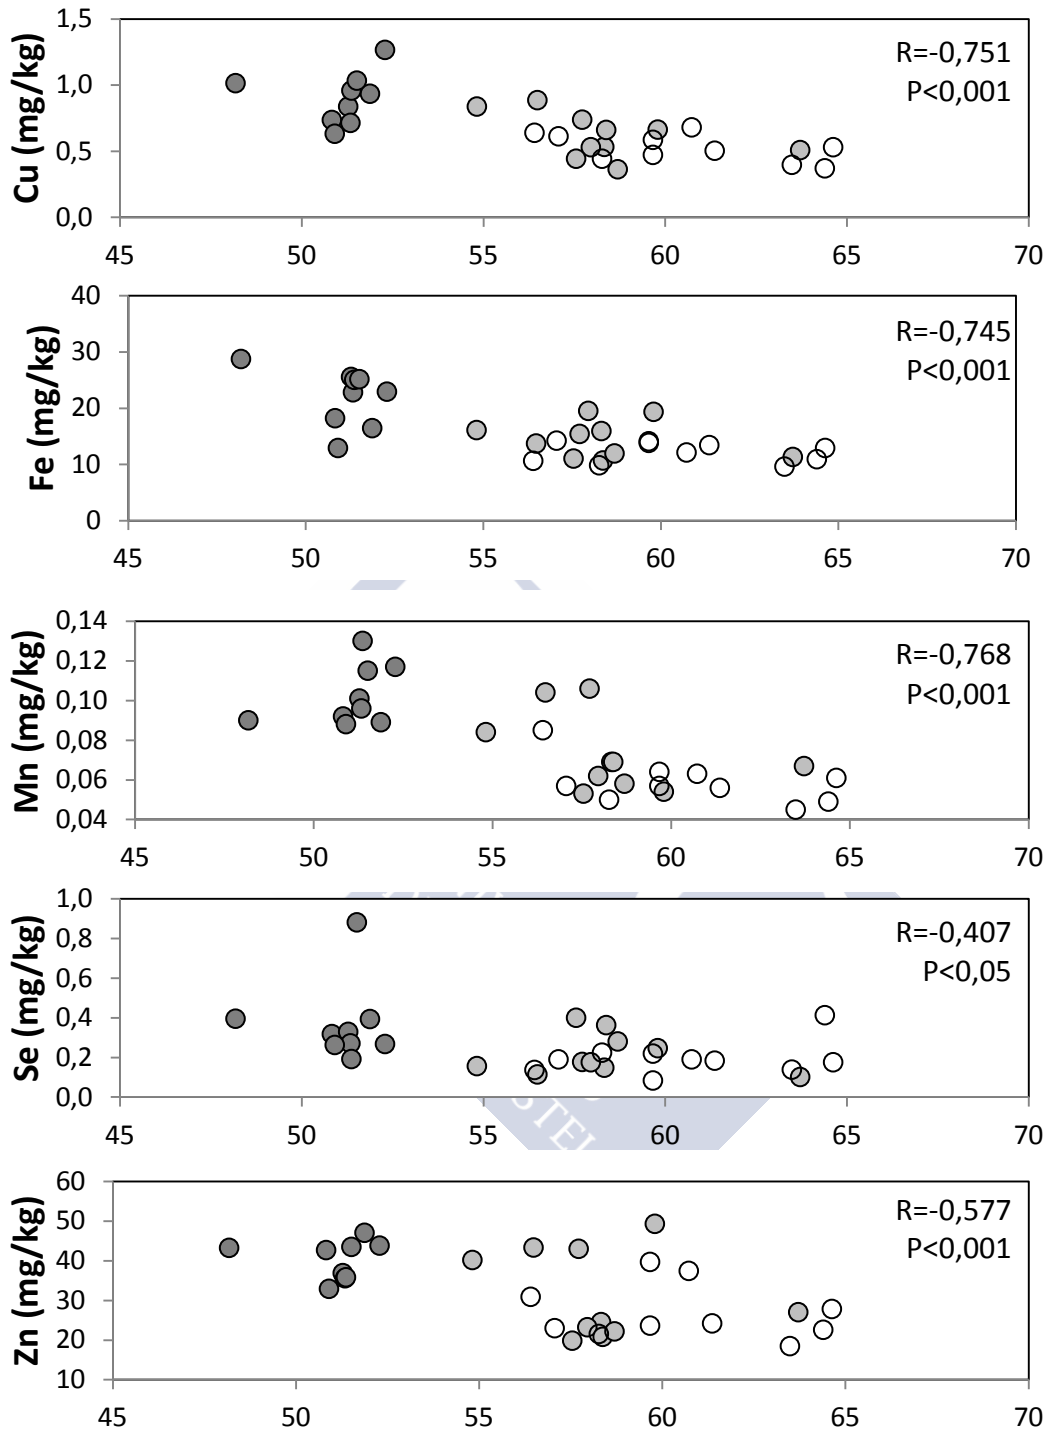 1,5
1,0
0,5
0,0
Cu (mg/kg)
R=-0,751
P<0,001
45 50 55 60 65 70
40
30
20
10
0
Fe (mg/kg)
R=-0,745
P<0,001
45 50 55 60 65 70
0,14
0,12
0,10
0,08
0,06
0,04
Mn (mg/kg)
R=-0,768
P<0,001
45 50 55 60 65 70
1,0
0,8
0,6
0,4
0,2
0,0
Se (mg/kg)
R=-0,407
P<0,05
45 50 55 60 65 70
60
50
40
30
20
10
Zn (mg/kg)
R=-0,577
P<0,001
45 50 55 60 65 70